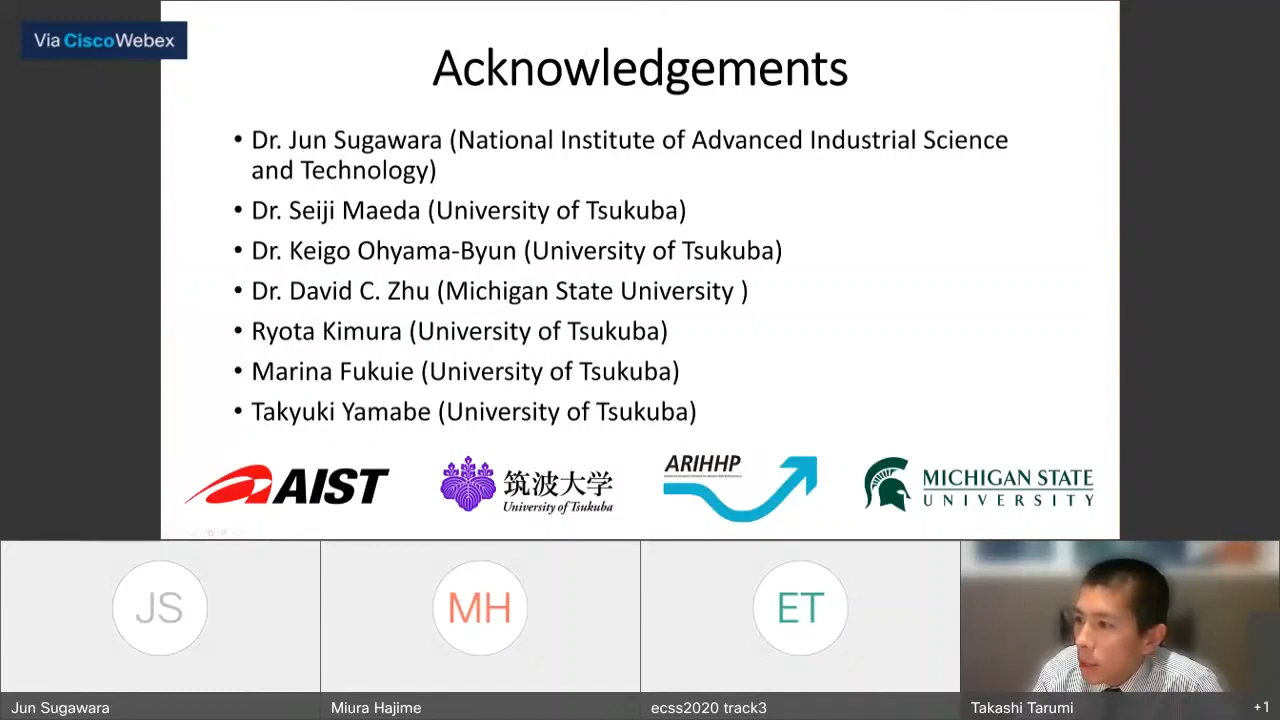 Via CiscoWebex
Acknowledgements
• Dr. Jun Sugawara (National Institute of Advanced Industrial Science
and Technology)
• Dr. Seiji Maeda (University of Tsukuba)
• Dr. Keigo Ohyama-Byun (University of Tsukuba)
• Dr. David C. Zhu (Michigan State University )
• Ryota Kimura (University of Tsukuba)
• Marina Fukuie (University of Tsukuba)
• Takyuki Yamabe (University of Tsukuba)
AIST
筑波大学
University of Tsukuba
ARIHHP
MICHIGAN STATE
UNIVERSITY
JS
MH
ET
Jun Sugawara
Miura Hajime
ecss2020 track3
Takashi Tarumi
+1